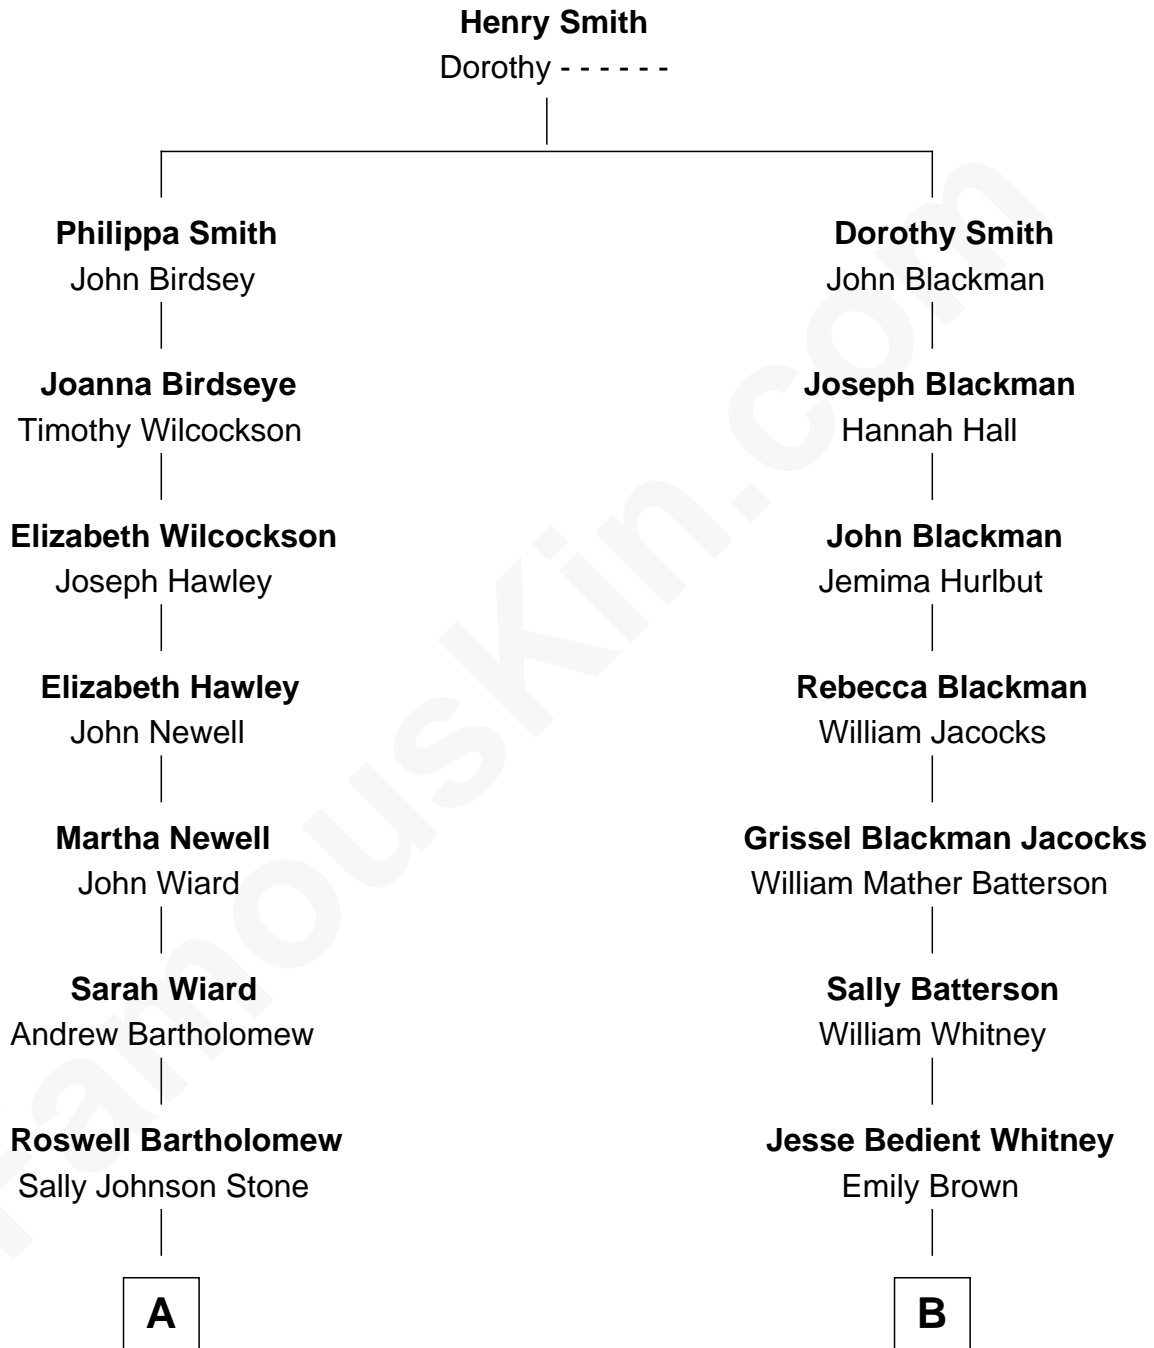 Henry Smith
Dorothy - - - - - -
Philippa Smith
John Birdsey
Dorothy Smith
John Blackman
Joanna Birdseye
Timothy Wilcockson
Joseph Blackman
Hannah Hall
Elizabeth Wilcockson
Joseph Hawley
John Blackman
Jemima Hurlbut
Elizabeth Hawley
John Newell
Rebecca Blackman
William Jacocks
Martha Newell
John Wiard
Grissel Blackman Jacocks
William Mather Batterson
Sarah Wiard
Andrew Bartholomew
Sally Batterson
William Whitney
Roswell Bartholomew
Sally Johnson Stone
Jesse Bedient Whitney
Emily Brown
A
B
FamousKin.com